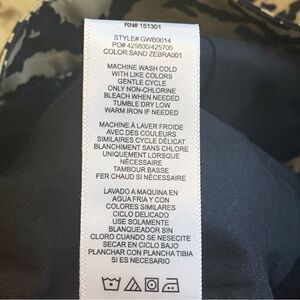 RN# 151301
STYLE# GWB0014
PO# 425600/425700
COLOR SAND ZEBRA001
MACHINE WASH COLD
WITH LIKE COLORS
GENTLE CYCLE
ONLY NON-CHLORINE
BLEACH WHEN NEEDED
TUMBLE DRY LOW
WARM IRON IF NEEDED
MACHINE À LAVER FROIDE
AVEC DES COULEURS
SIMILAIRES CYCLE DÉLICAT
BLANCHIMENT SANS CHLORE
UNIQUEMENT LORSQUE
NÉCESSAIRE
TAMBOUR BASSE
FER CHAUD SI NÉCESSAIRE
LAVADO A MAQUINA EN
AGUA FRIA Y CON
COLORES SIMILARES
CICLO DELICADO
USE SOLAMENTE
BLANQUEADOR SIN
CLORO CUANDO SE NESECITE
SECAR EN CICLO BAJO
PLANCHAR CON PLANCHA TIBIA
SI ES NECESARIO